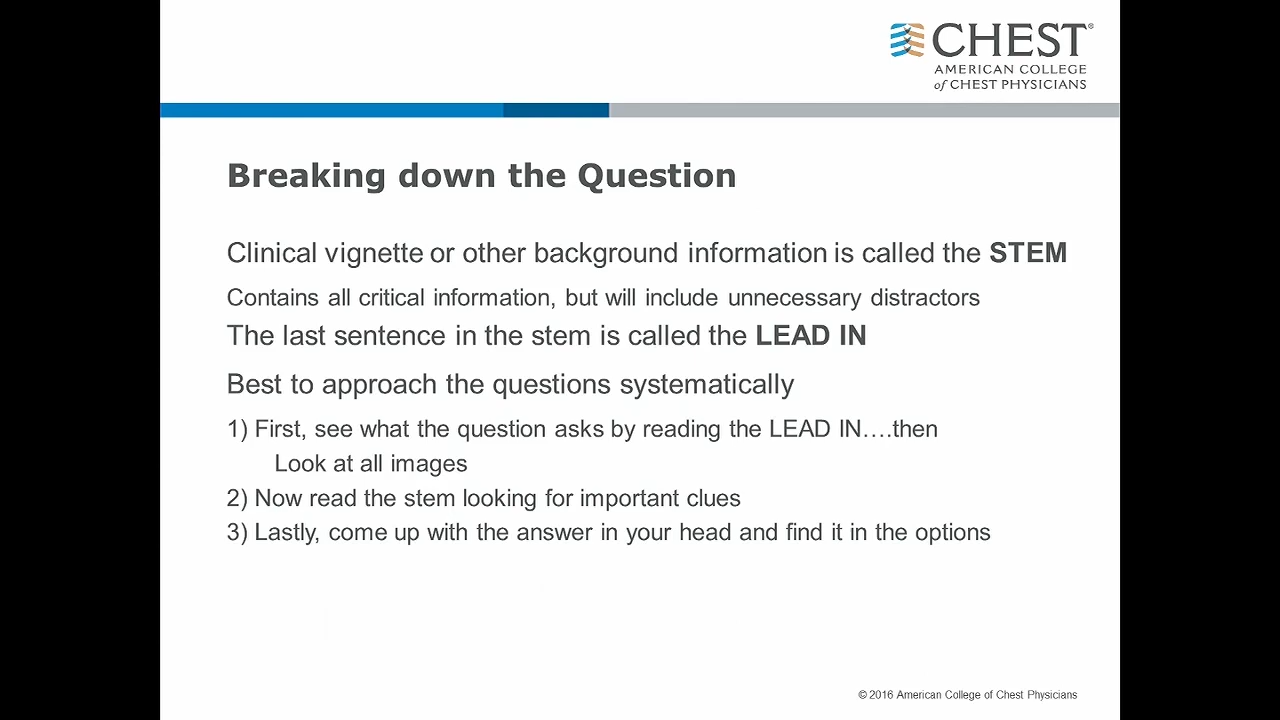 CHEST®
AMERICAN COLLEGE
of CHEST PHYSICIANS
Breaking down the Question
Clinical vignette or other background information is called the STEM
Contains all critical information, but will include unnecessary distractors
The last sentence in the stem is called the LEAD IN
Best to approach the questions systematically
1) First, see what the question asks by reading the LEAD IN….then
Look at all images
2) Now read the stem looking for important clues
3) Lastly, come up with the answer in your head and find it in the options
© 2016 American College of Chest Physicians